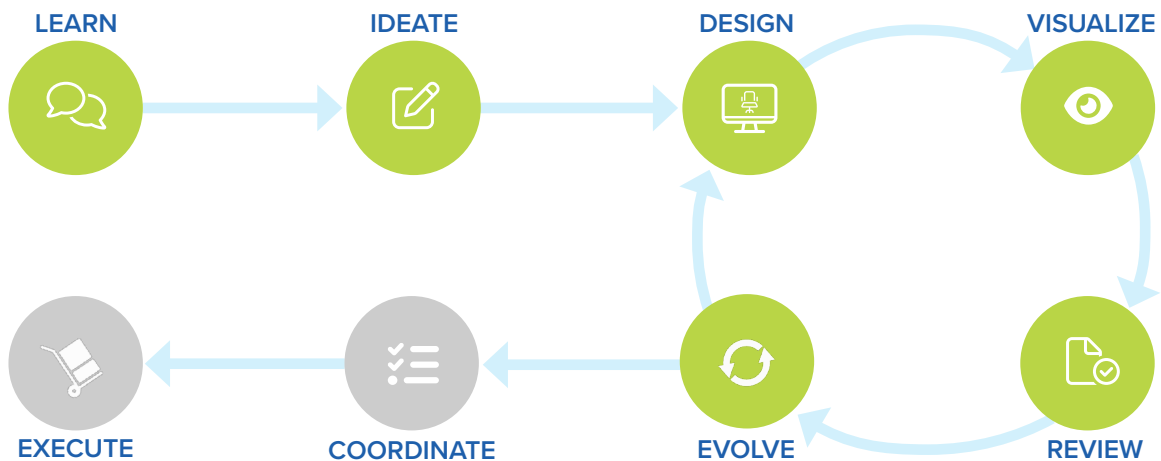 LEARN
IDEATE
DESIGN
VISUALIZE
EXECUTE
COORDINATE
EVOLVE
REVIEW